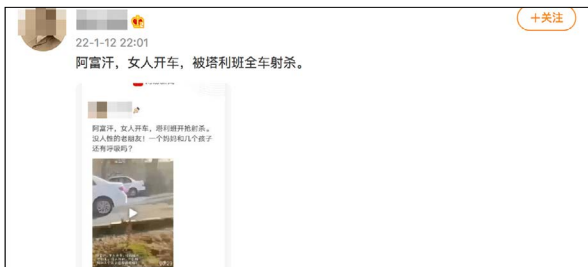 +关注
22-1-12 22:01
阿富汗，女人开车，被塔利班全车射杀。
阿富汗，女人开车，塔利班开枪射杀。
没人性的老朋友！一个妈妈和几个孩子
还有呼吸吗？